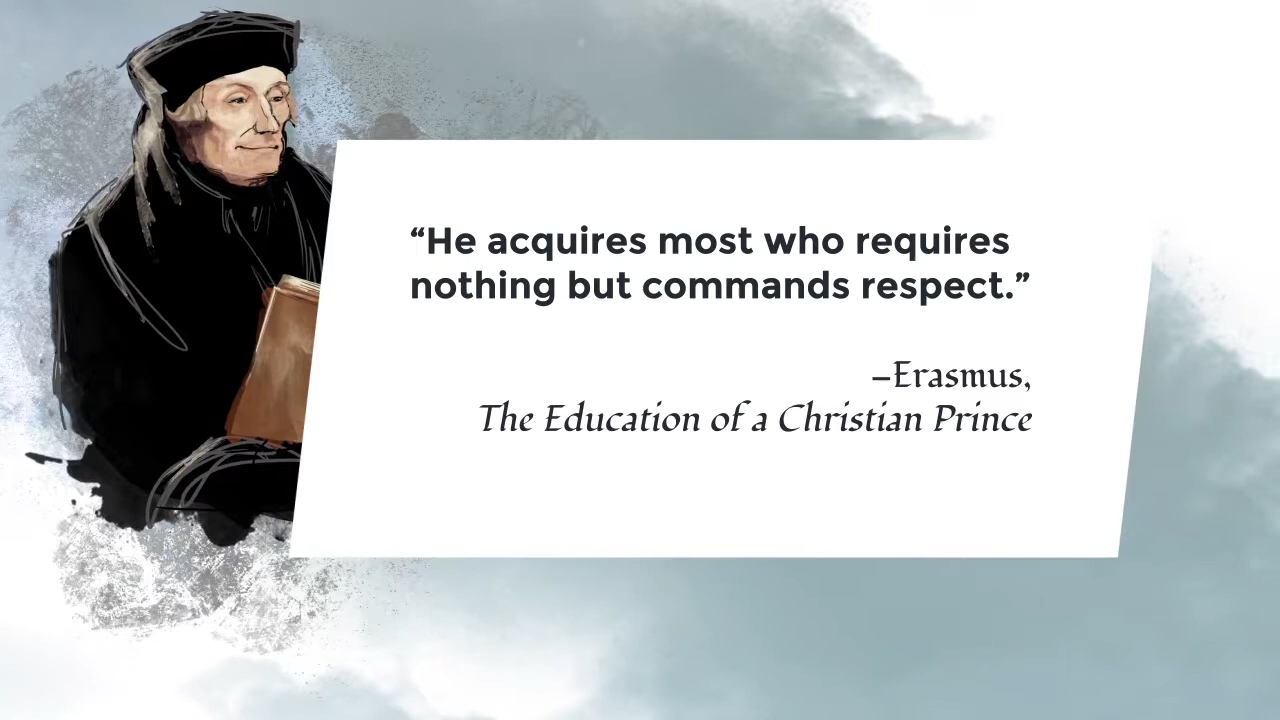 “He acquires most who requires
nothing but commands respect.”
–Erasmus,
The Education of a Christian Prince